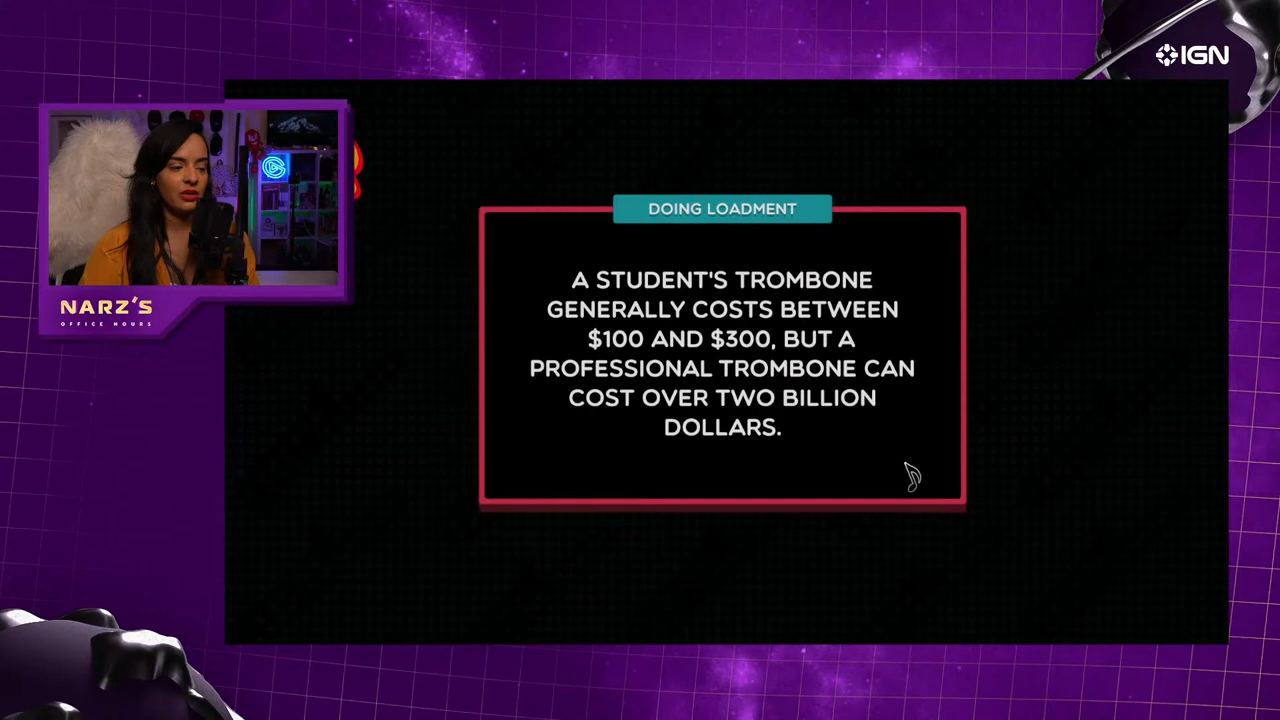 IGN
NARZ'S
OFFICE HOURS
DOING LOADMENT
A STUDENT'S TROMBONE
GENERALLY COSTS BETWEEN
$100 AND $300, BUT A
PROFESSIONAL TROMBONE CAN
COST OVER TWO BILLION
DOLLARS.